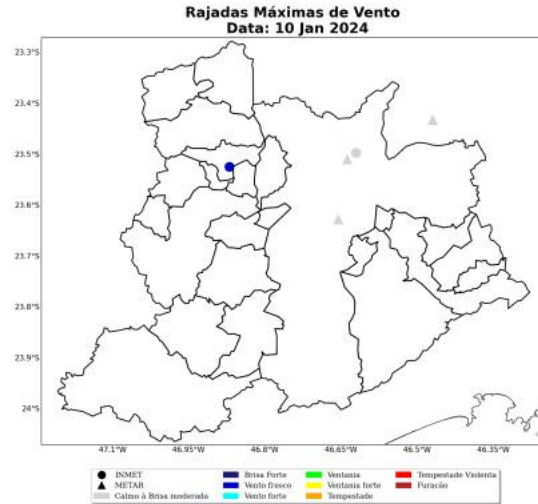 Rajadas Máximas de Vento
Data: 10 Jan 2024
23.3°S
23.4°S
23.5°S
23.6°S
23.7°S
23.8°S
23.9°S
24°S
47.1°W
46.95°W
46.8°W
46.65°W
46.5°W
46.35°W
INMET
METAR
Calmo à Brisa moderada
Brisa Forte
Vento fresco
Vento forte
Ventania
Ventania forte
Tempestade
Tempestade Violenta
Furacão